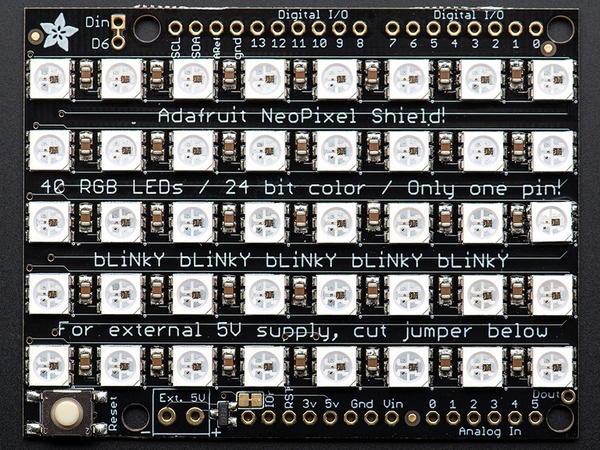 Din
D6
SCL
SDA
ARef
gnd
Digital I/O
13 12 11 10 9 8
Digital I/O
7 6 5 4 3 2 1 0
Adafruit NeoPixel Shield!
40 RGB LEDs / 24 bit color / Only one pin!
bLiNkY bLiNkY bLiNkY bLiNkY bLiNkY
For external 5V supply, cut jumper below
Reset
Ext. 5V
- +
RST
3v 5v Gnd Vin
0 1 2 3 4 5
Analog In
Dout